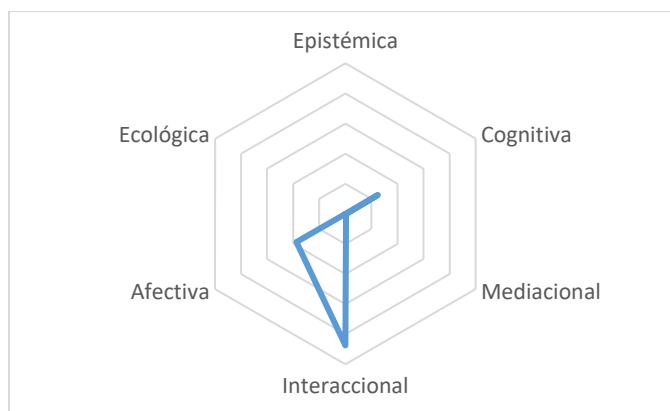 Epistémica
Cognitiva
Mediacional
Interaccional
Afectiva
Ecológica